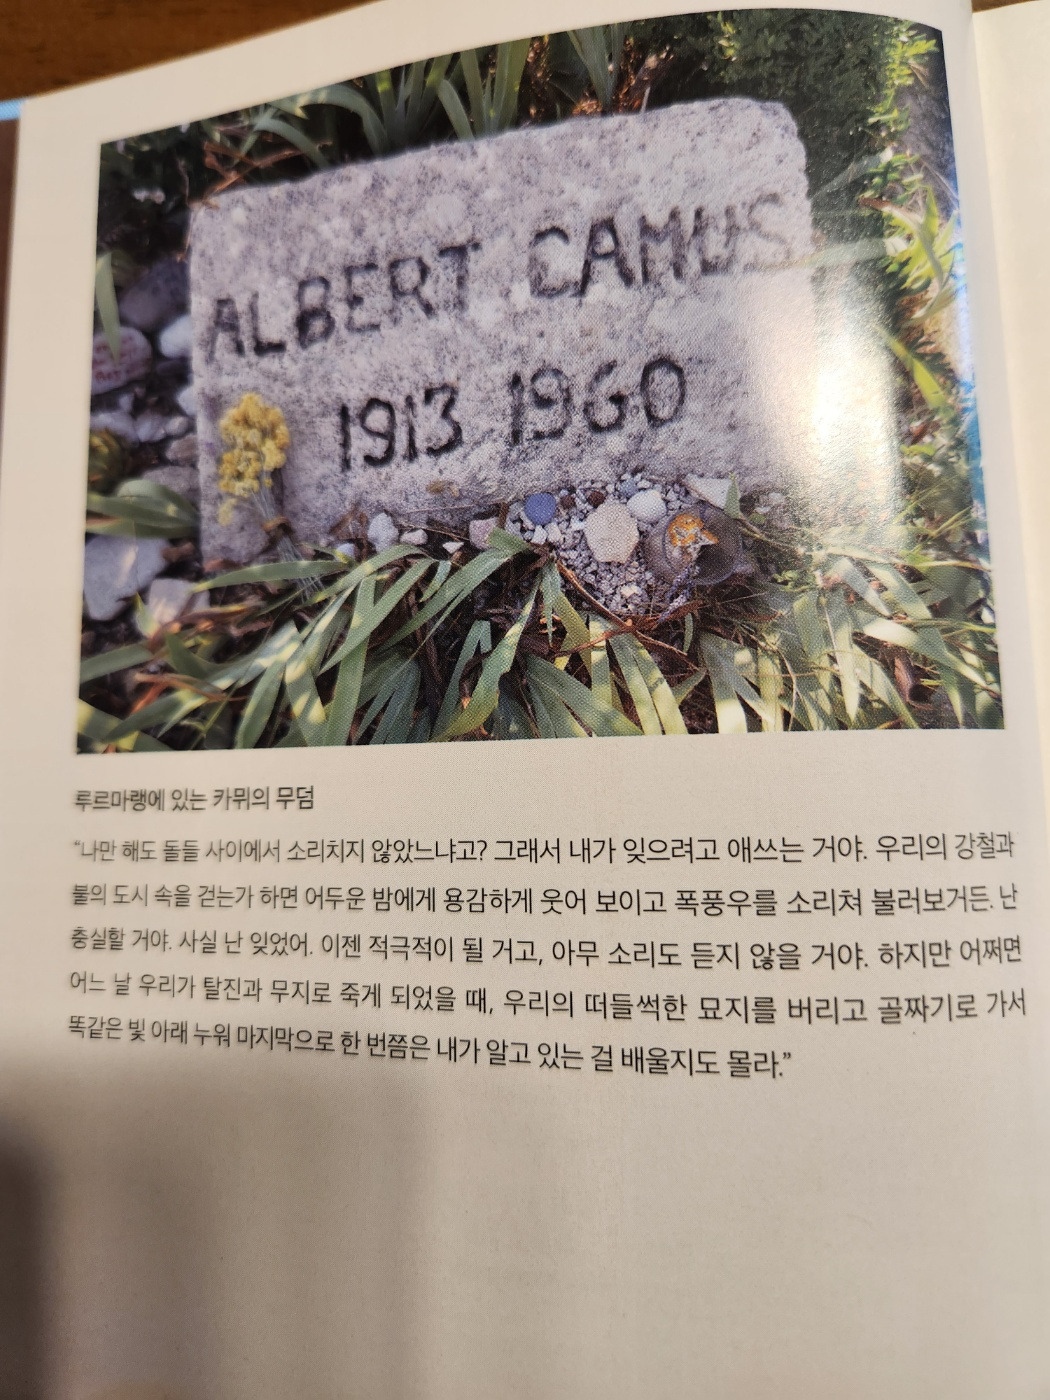 ALBERT CAMUS
1913 1960
루르마랭에 있는 카뮈의 무덤
“나만 해도 돌들 사이에서 소리치지 않았느냐고? 그래서 내가 잊으려고 애쓰는 거야. 우리의 강철과
불의 도시 속을 걷는가 하면 어두운 밤에게 용감하게 웃어 보이고 폭풍우를 소리쳐 불러보거든. 난
충실할 거야. 사실 난 잊었어. 이젠 적극적이 될 거고, 아무 소리도 듣지 않을 거야. 하지만 어쩌면
어느 날 우리가 탈진과 무지로 죽게 되었을 때, 우리의 떠들썩한 묘지를 버리고 골짜기로 가서
똑같은 빛 아래 누워 마지막으로 한 번쯤은 내가 알고 있는 걸 배울지도 몰라.”